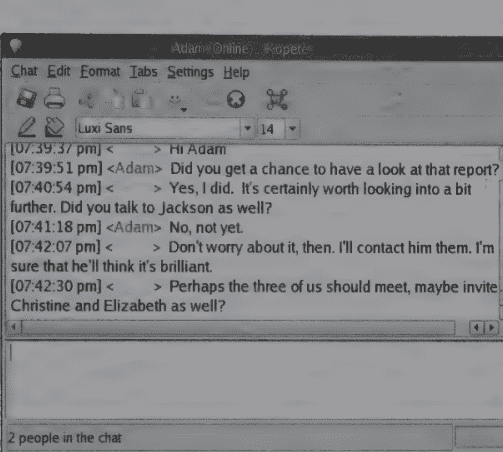 Adam (Online) Kopete
Chat Edit Format Tabs Settings Help
Luxi Sans 14
[07:39:37 pm] < > Hi Adam
[07:39:51 pm] <Adam> Did you get a chance to have a look at that report?
[07:40:54 pm] < > Yes, I did. It's certainly worth looking into a bit
further. Did you talk to Jackson as well?
[07:41:18 pm] <Adam> No, not yet.
[07:42:07 pm] < > Don't worry about it, then. I'll contact him them. I'm
sure that he'll think it's brilliant.
[07:42:30 pm] < > Perhaps the three of us should meet, maybe invite
Christine and Elizabeth as well?
2 people in the chat